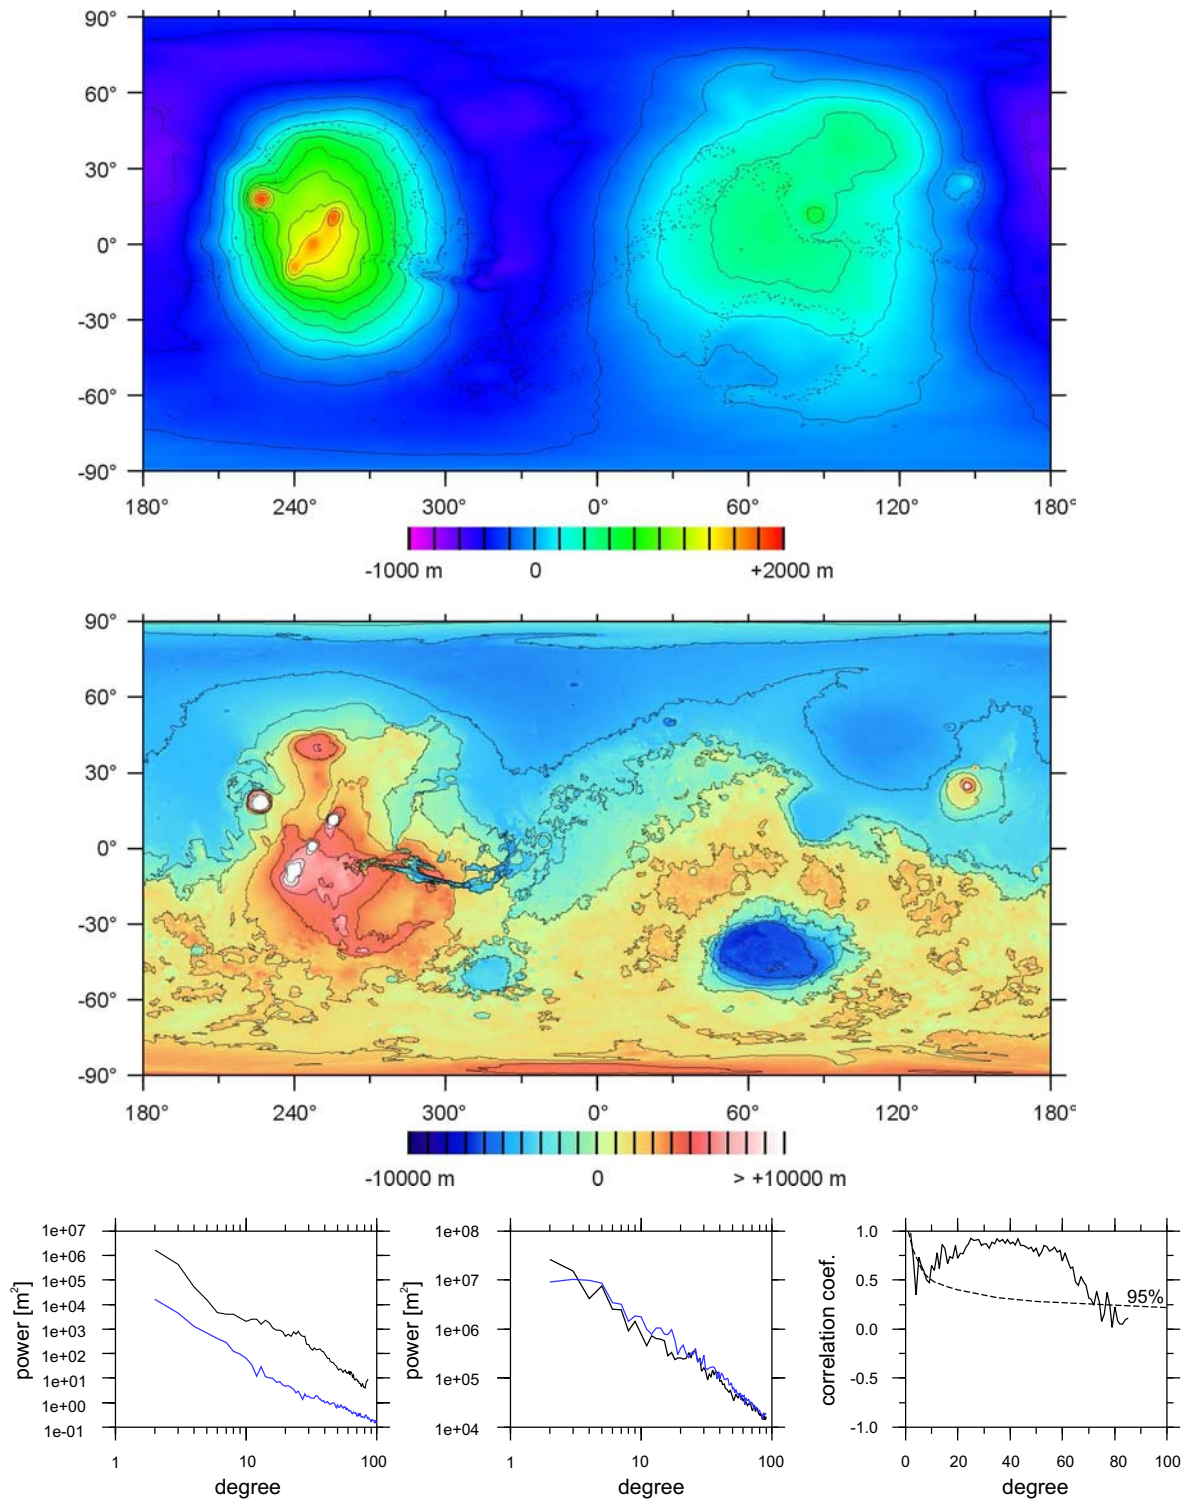 90°
60°
30°
0°
-30°
-60°
-90°
180° 240° 300° 0° 60° 120° 180°
-1000 m 0 +2000 m
90°
60°
30°
0°
-30°
-60°
-90°
180° 240° 300° 0° 60° 120° 180°
-10000 m 0 > +10000 m
power [m²]
1e+07
1e+06
1e+05
1e+04
1e+03
1e+02
1e+01
1e+00
1e-01
1 10 100
degree
power [m²]
1e+08
1e+07
1e+06
1e+05
1e+04
1 10 100
degree
correlation coef.
1.0
0.5
0.0
-0.5
-1.0
95%
0 20 40 60 80 100
degree